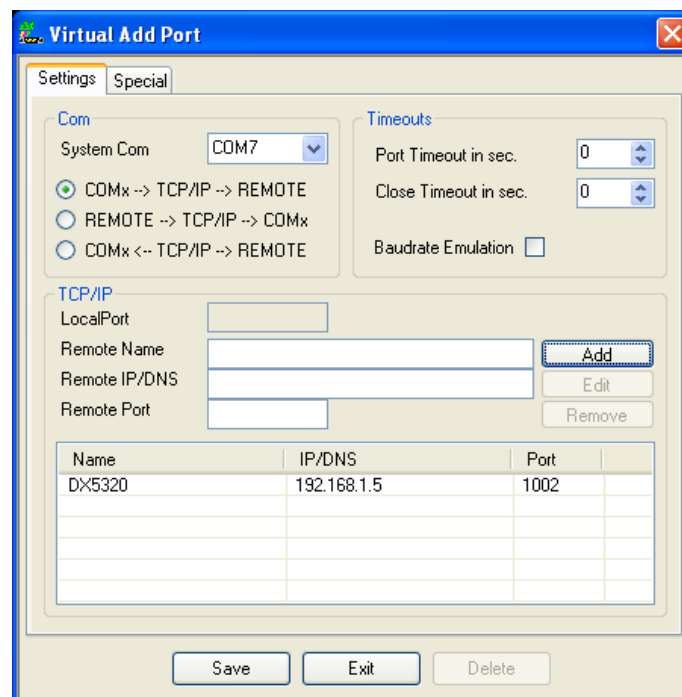 Virtual Add Port
Settings Special
Com
System Com COM7
COMx --> TCP/IP --> REMOTE
REMOTE --> TCP/IP --> COMx
COMx <-- TCP/IP --> REMOTE
Timeouts
Port Timeout in sec. 0
Close Timeout in sec. 0
Baudrate Emulation
TCP/IP
LocalPort
Remote Name
Remote IP/DNS
Remote Port
Add
Edit
Remove
Name IP/DNS Port
DX5320 192.168.1.5 1002
Save Exit Delete